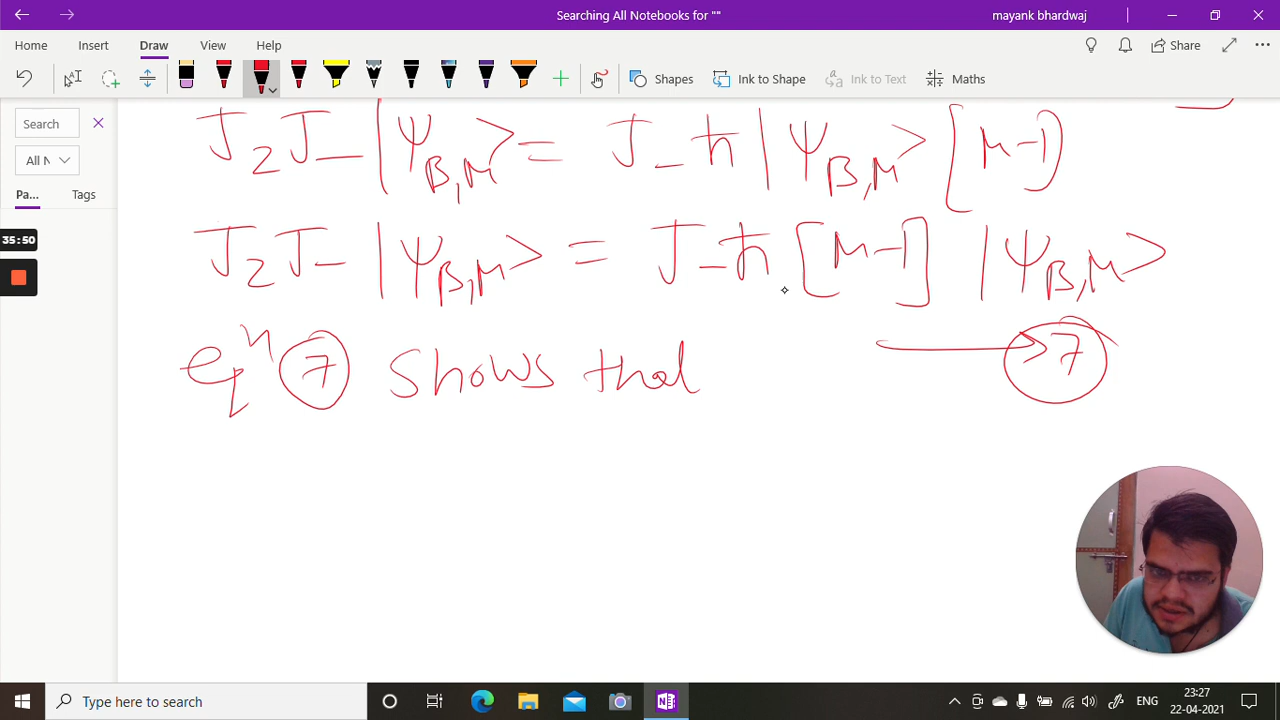 Searching All Notebooks for ""
mayank bhardwaj
Home Insert Draw View Help
Share
Shapes Ink to Shape Ink to Text Maths
Search
All N
Pa... Tags
35:50
J_z J_- |Ψ_{β,M}> = J_- ħ |Ψ_{β,M}> [M-1]
J_z J_- |Ψ_{β,M}> = J_- ħ [M-1] |Ψ_{β,M}>
7
eqⁿ 7 shows that
Type here to search
ENG
23:27
22-04-2021